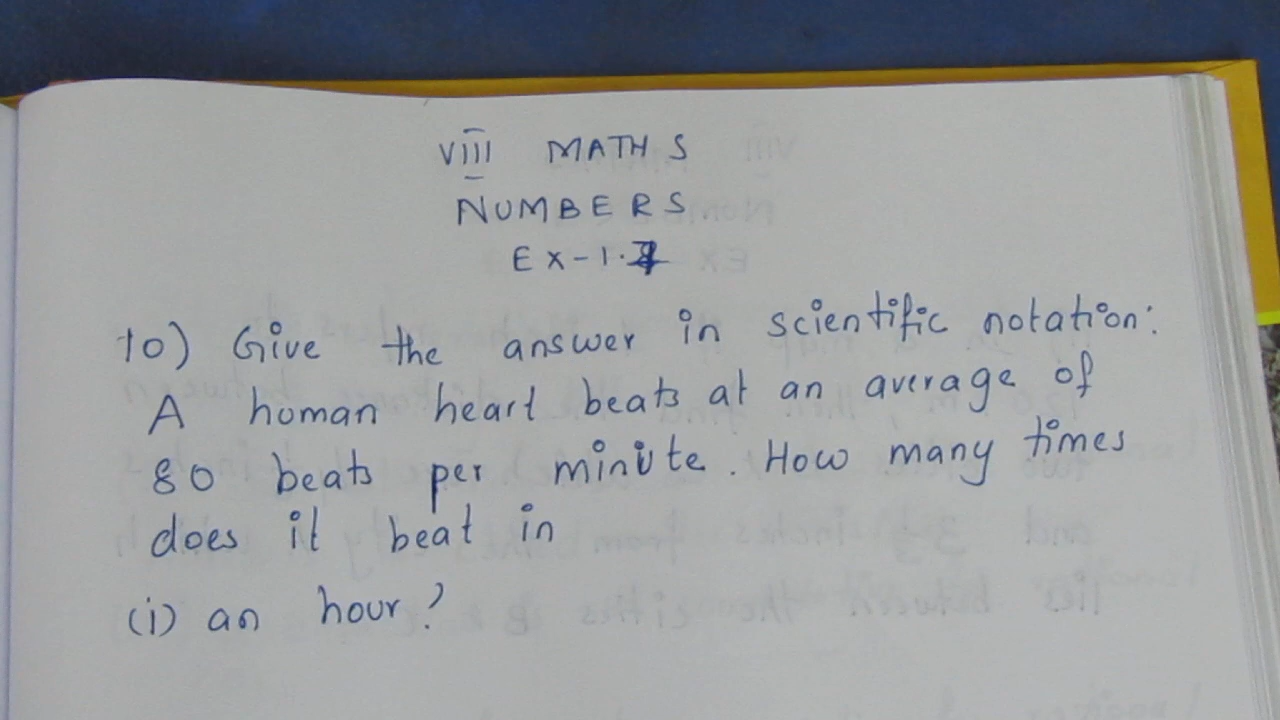 VIII MATHS
NUMBERS
EX-1.7
10) Give the answer in scientific notation:
A human heart beats at an average of
80 beats per minute. How many times
does it beat in
(i) an hour?